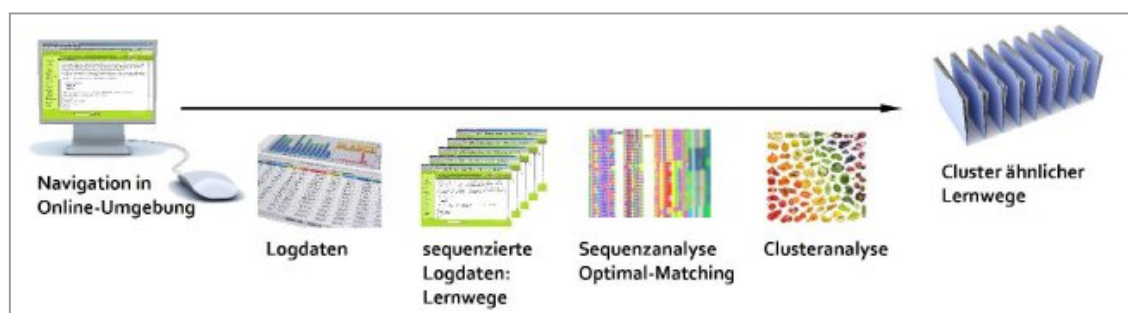 Navigation in
Online-Umgebung
Logdaten
sequenzierte
Logdaten:
Lernwege
Sequenzanalyse
Optimal-Matching
Clusteranalyse
Cluster ähnlicher
Lernwege